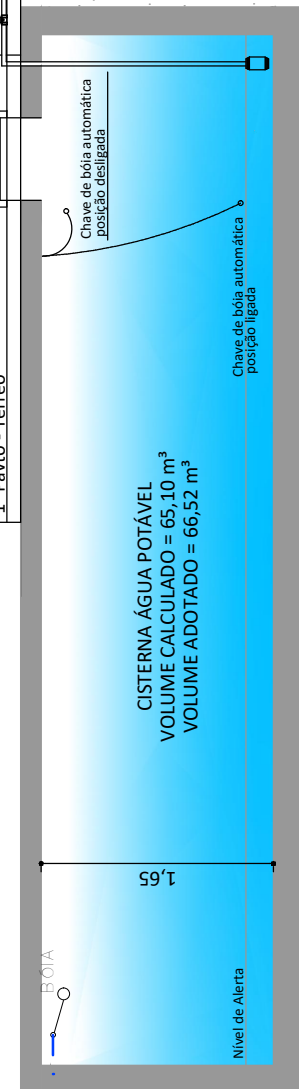 1º Pavto - Térreo
Chave de bóia automática
posição desligada
Chave de bóia automática
posição ligada
CISTERNA ÁGUA POTÁVEL
VOLUME CALCULADO = 65,10 m³
VOLUME ADOTADO = 66,52 m³
1,65
BÓIA
Nível de Alerta